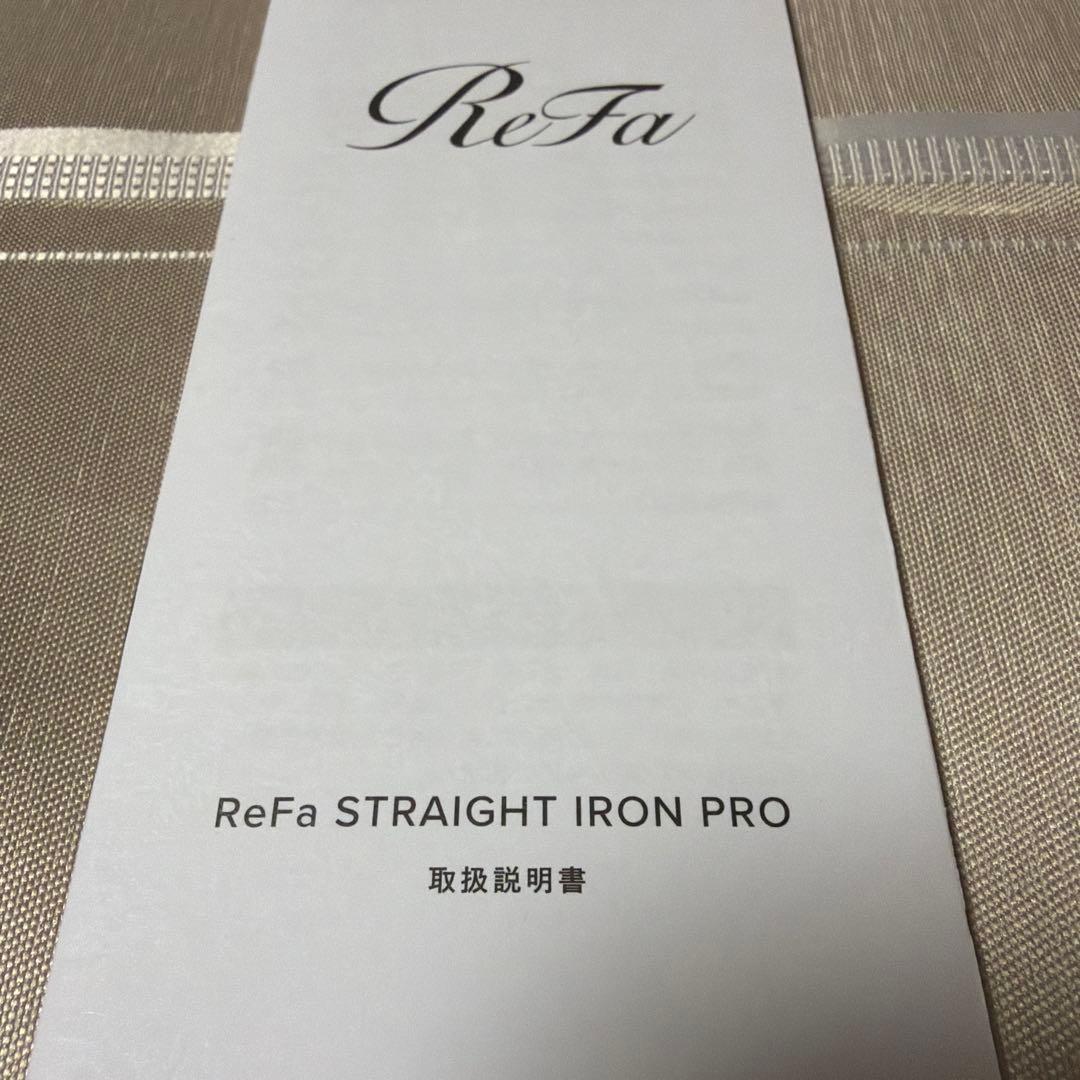 ReFa
ReFa STRAIGHT IRON PRO
取扱説明書